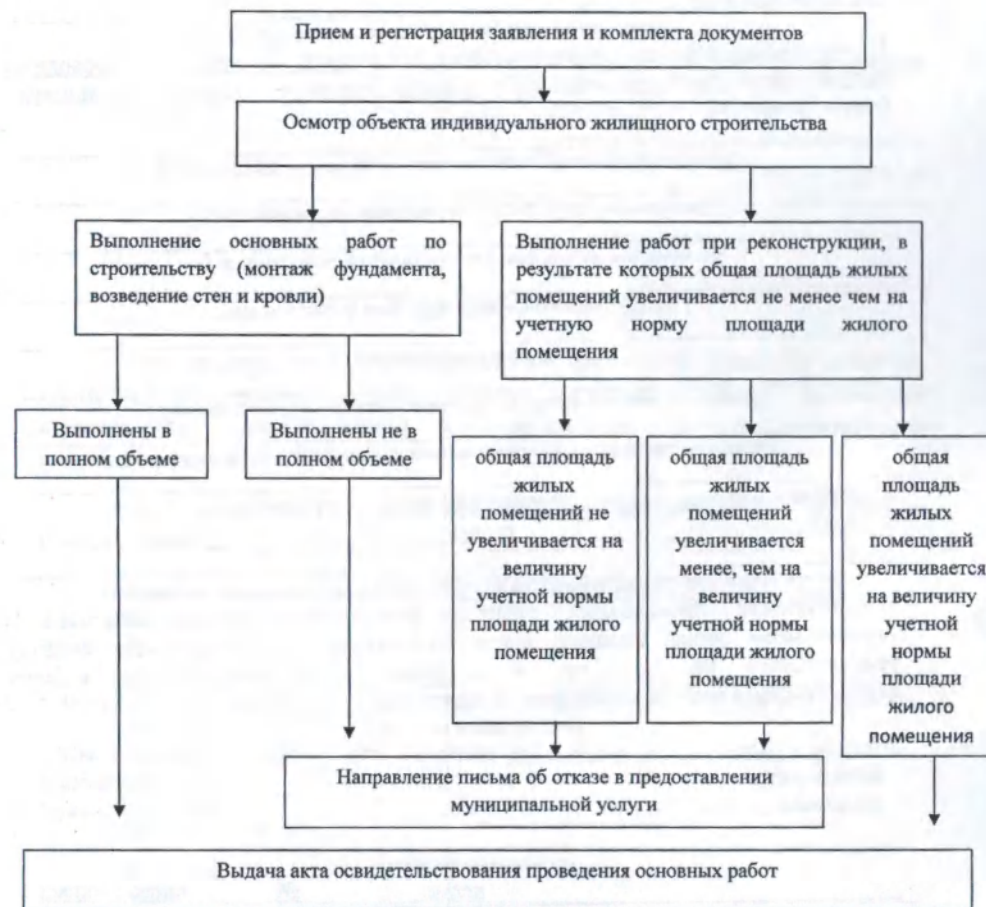 Прием и регистрация заявления и комплекта документов
Осмотр объекта индивидуального жилищного строительства
Выполнение основных работ по
строительству (монтаж фундамента,
возведение стен и кровли)
Выполнение работ при реконструкции, в
результате которых общая площадь жилых
помещений увеличивается не менее чем на
учетную норму площади жилого
помещения
Выполнены в
полном объеме
Выполнены не в
полном объеме
общая площадь
жилых
помещений не
увеличивается на
величину
учетной нормы
площади жилого
помещения
общая площадь
жилых
помещений
увеличивается
менее, чем на
величину
учетной нормы
площади жилого
помещения
общая
площадь
жилых
помещений
увеличивается
на величину
учетной
нормы
площади
жилого
помещения
Направление письма об отказе в предоставлении
муниципальной услуги
Выдача акта освидетельствования проведения основных работ